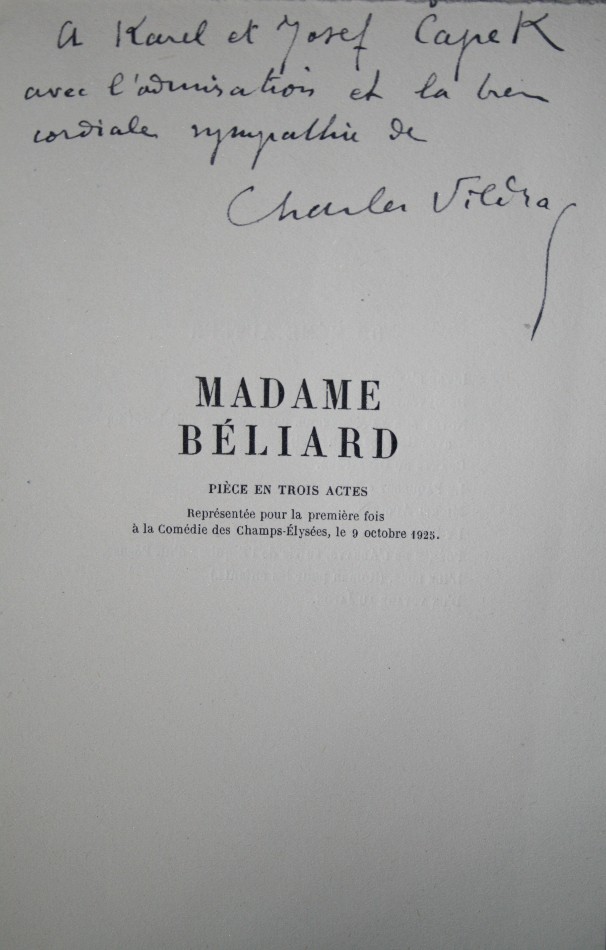 A Karel et Josef Capek
avec l'admiration et la bien
cordiale sympathie de
Charles Vildrac
MADAME
BÉLIARD
PIÈCE EN TROIS ACTES
Représentée pour la première fois
à la Comédie des Champs-Élysées, le 9 octobre 1925.